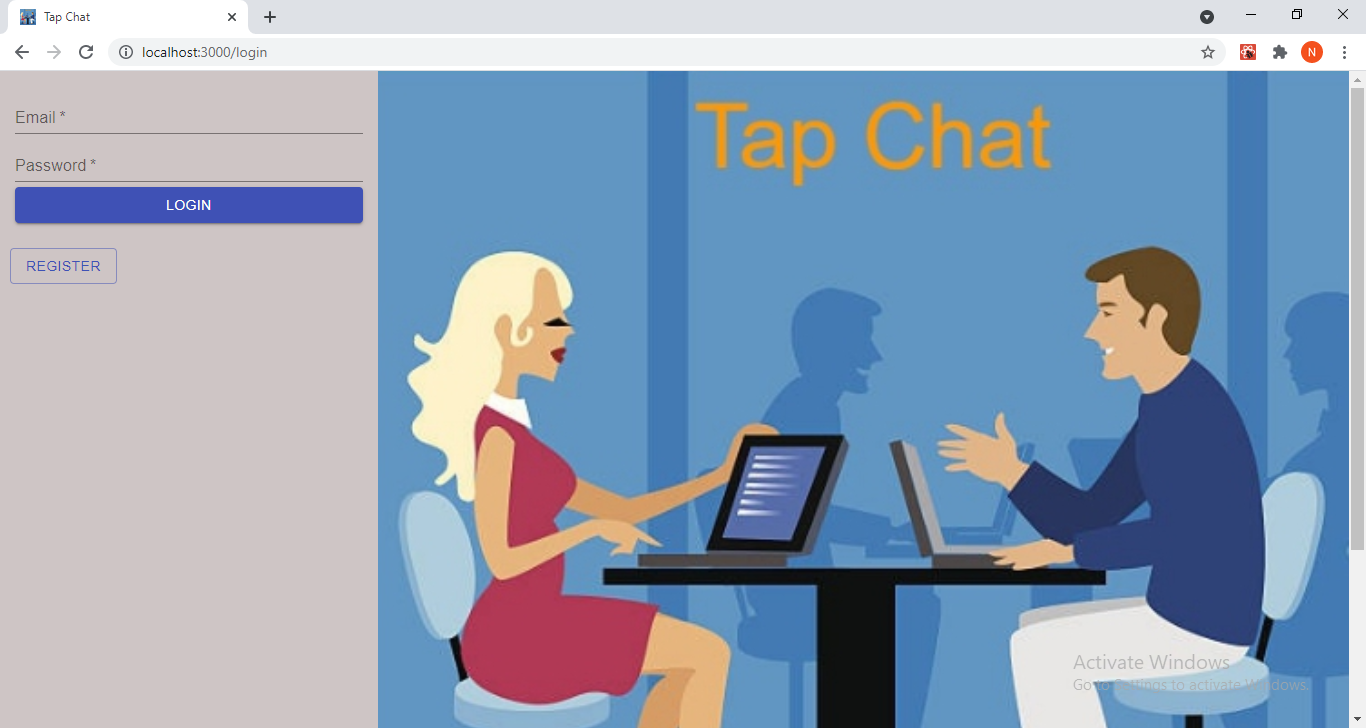 Tap Chat
localhost:3000/login
N
Email *
Password *
LOGIN
REGISTER
Tap Chat
Activate Windows
Go to Settings to activate Windows.